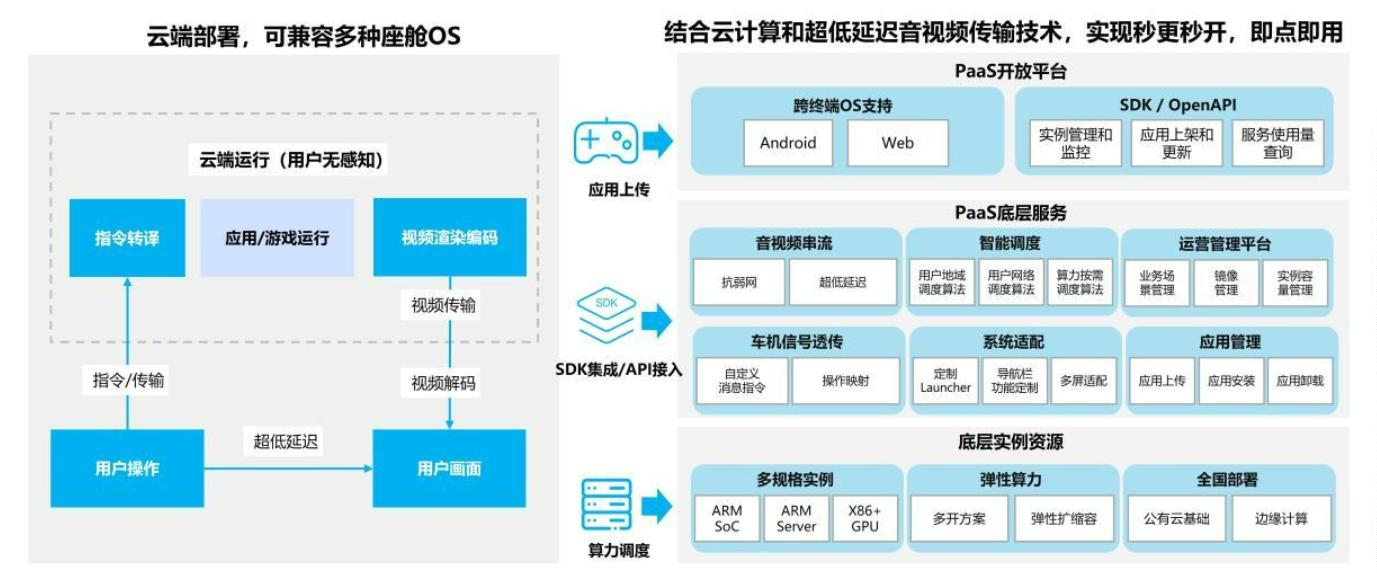 云端部署，可兼容多种座舱OS
云端运行（用户无感知）
指令转译
应用/游戏运行
视频渲染编码
视频传输
指令/传输
视频解码
用户操作
超低延迟
用户画面
应用上传
SDK
SDK集成/API接入
算力调度
结合云计算和超低延迟音视频传输技术，实现秒更秒开，即点即用
PaaS开放平台
跨终端OS支持
Android
Web
SDK / OpenAPI
实例管理和
监控
应用上架和
更新
服务使用量
查询
PaaS底层服务
音视频串流
抗弱网
超低延迟
智能调度
用户地域
调度算法
用户网络
调度算法
算力按需
调度算法
运营管理平台
业务场
景管理
镜像
管理
实例容
量管理
车机信号透传
自定义
消息指令
操作映射
系统适配
定制
Launcher
导航栏
功能定制
多屏适配
应用管理
应用上传
应用安装
应用卸载
底层实例资源
多规格实例
ARM
SoC
ARM
Server
X86+
GPU
弹性算力
多开方案
弹性扩缩容
全国部署
公有云基础
边缘计算